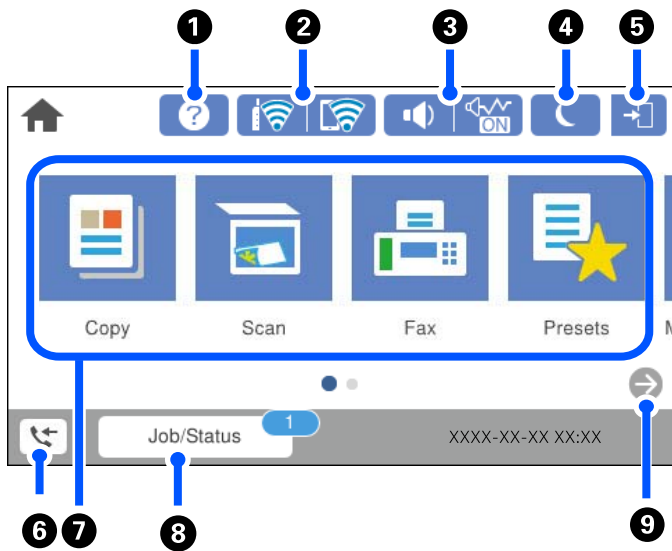 1 2 3 4 5
?
ON
Copy Scan Fax Presets
Job/Status 1 XXXX-XX-XX XX:XX
6 7 8 9